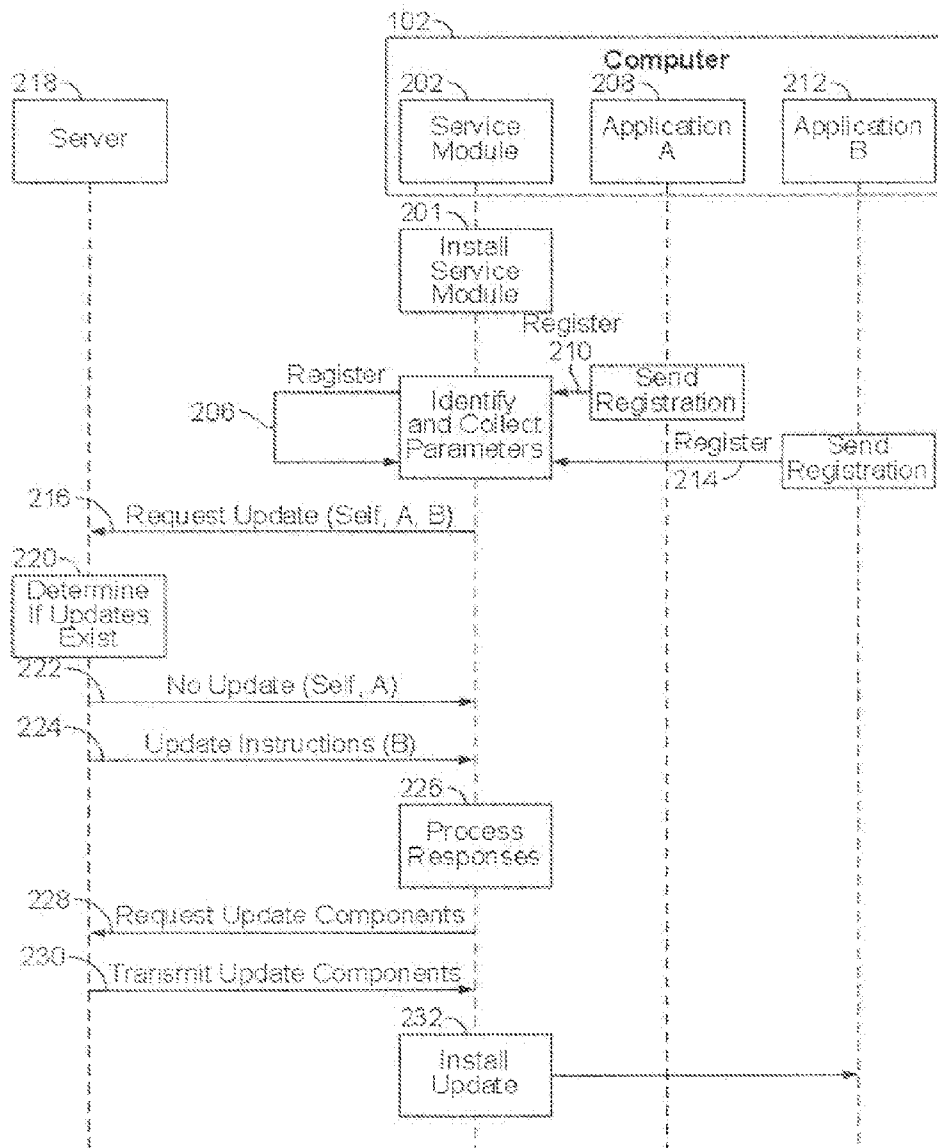 102
Computer
218
202
208
212
Server
Service
Module
Application
A
Application
B
201
Install
Service
Module
Register
210
Register
206
Identify
and Collect
Parameters
Send
Registration
Register
214
Send
Registration
216
Request Update (Self, A, B)
220
Determine
If Updates
Exist
222
No Update (Self, A)
224
Update Instructions (B)
226
Process
Responses
228
Request Update Components
230
Transmit Update Components
232
Install
Update